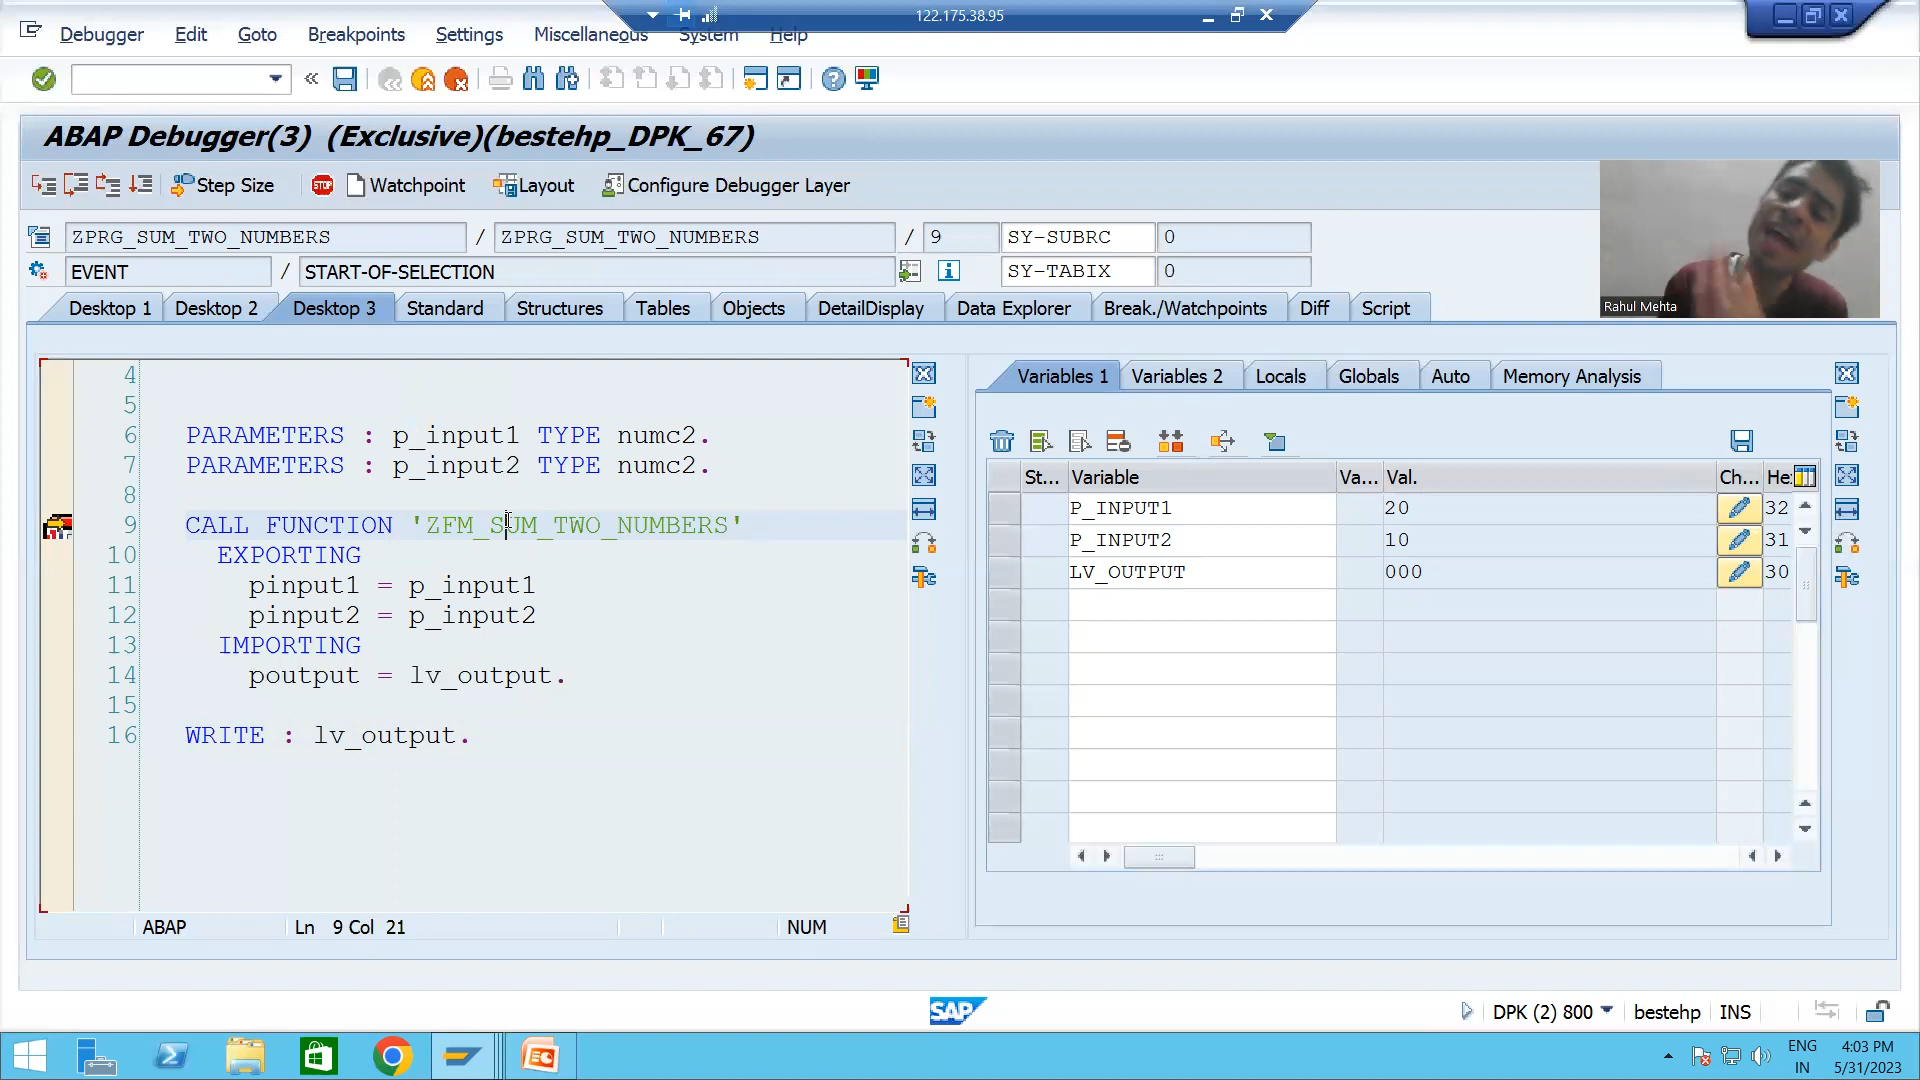 122.175.38.95
Debugger Edit Goto Breakpoints Settings Miscellaneous System Help
ABAP Debugger(3) (Exclusive)(bestehp_DPK_67)
Step Size STOP Watchpoint Layout Configure Debugger Layer
ZPRG_SUM_TWO_NUMBERS / ZPRG_SUM_TWO_NUMBERS / 9 SY-SUBRC 0
EVENT / START-OF-SELECTION SY-TABIX 0
Rahul Mehta
Desktop 1 Desktop 2 Desktop 3 Standard Structures Tables Objects DetailDisplay Data Explorer Break./Watchpoints Diff Script
Variables 1 Variables 2 Locals Globals Auto Memory Analysis
St... Variable Va... Val. Ch... He
P_INPUT1 20 32
P_INPUT2 10 31
LV_OUTPUT 000 30
4
5
6 PARAMETERS : p_input1 TYPE numc2.
7 PARAMETERS : p_input2 TYPE numc2.
8
9 CALL FUNCTION 'ZFM_SUM_TWO_NUMBERS'
10 EXPORTING
11 pinput1 = p_input1
12 pinput2 = p_input2
13 IMPORTING
14 poutput = lv_output.
15
16 WRITE : lv_output.
ABAP Ln 9 Col 21 NUM
SAP
DPK (2) 800 bestehp INS
ENG 4:03 PM
IN 5/31/2023